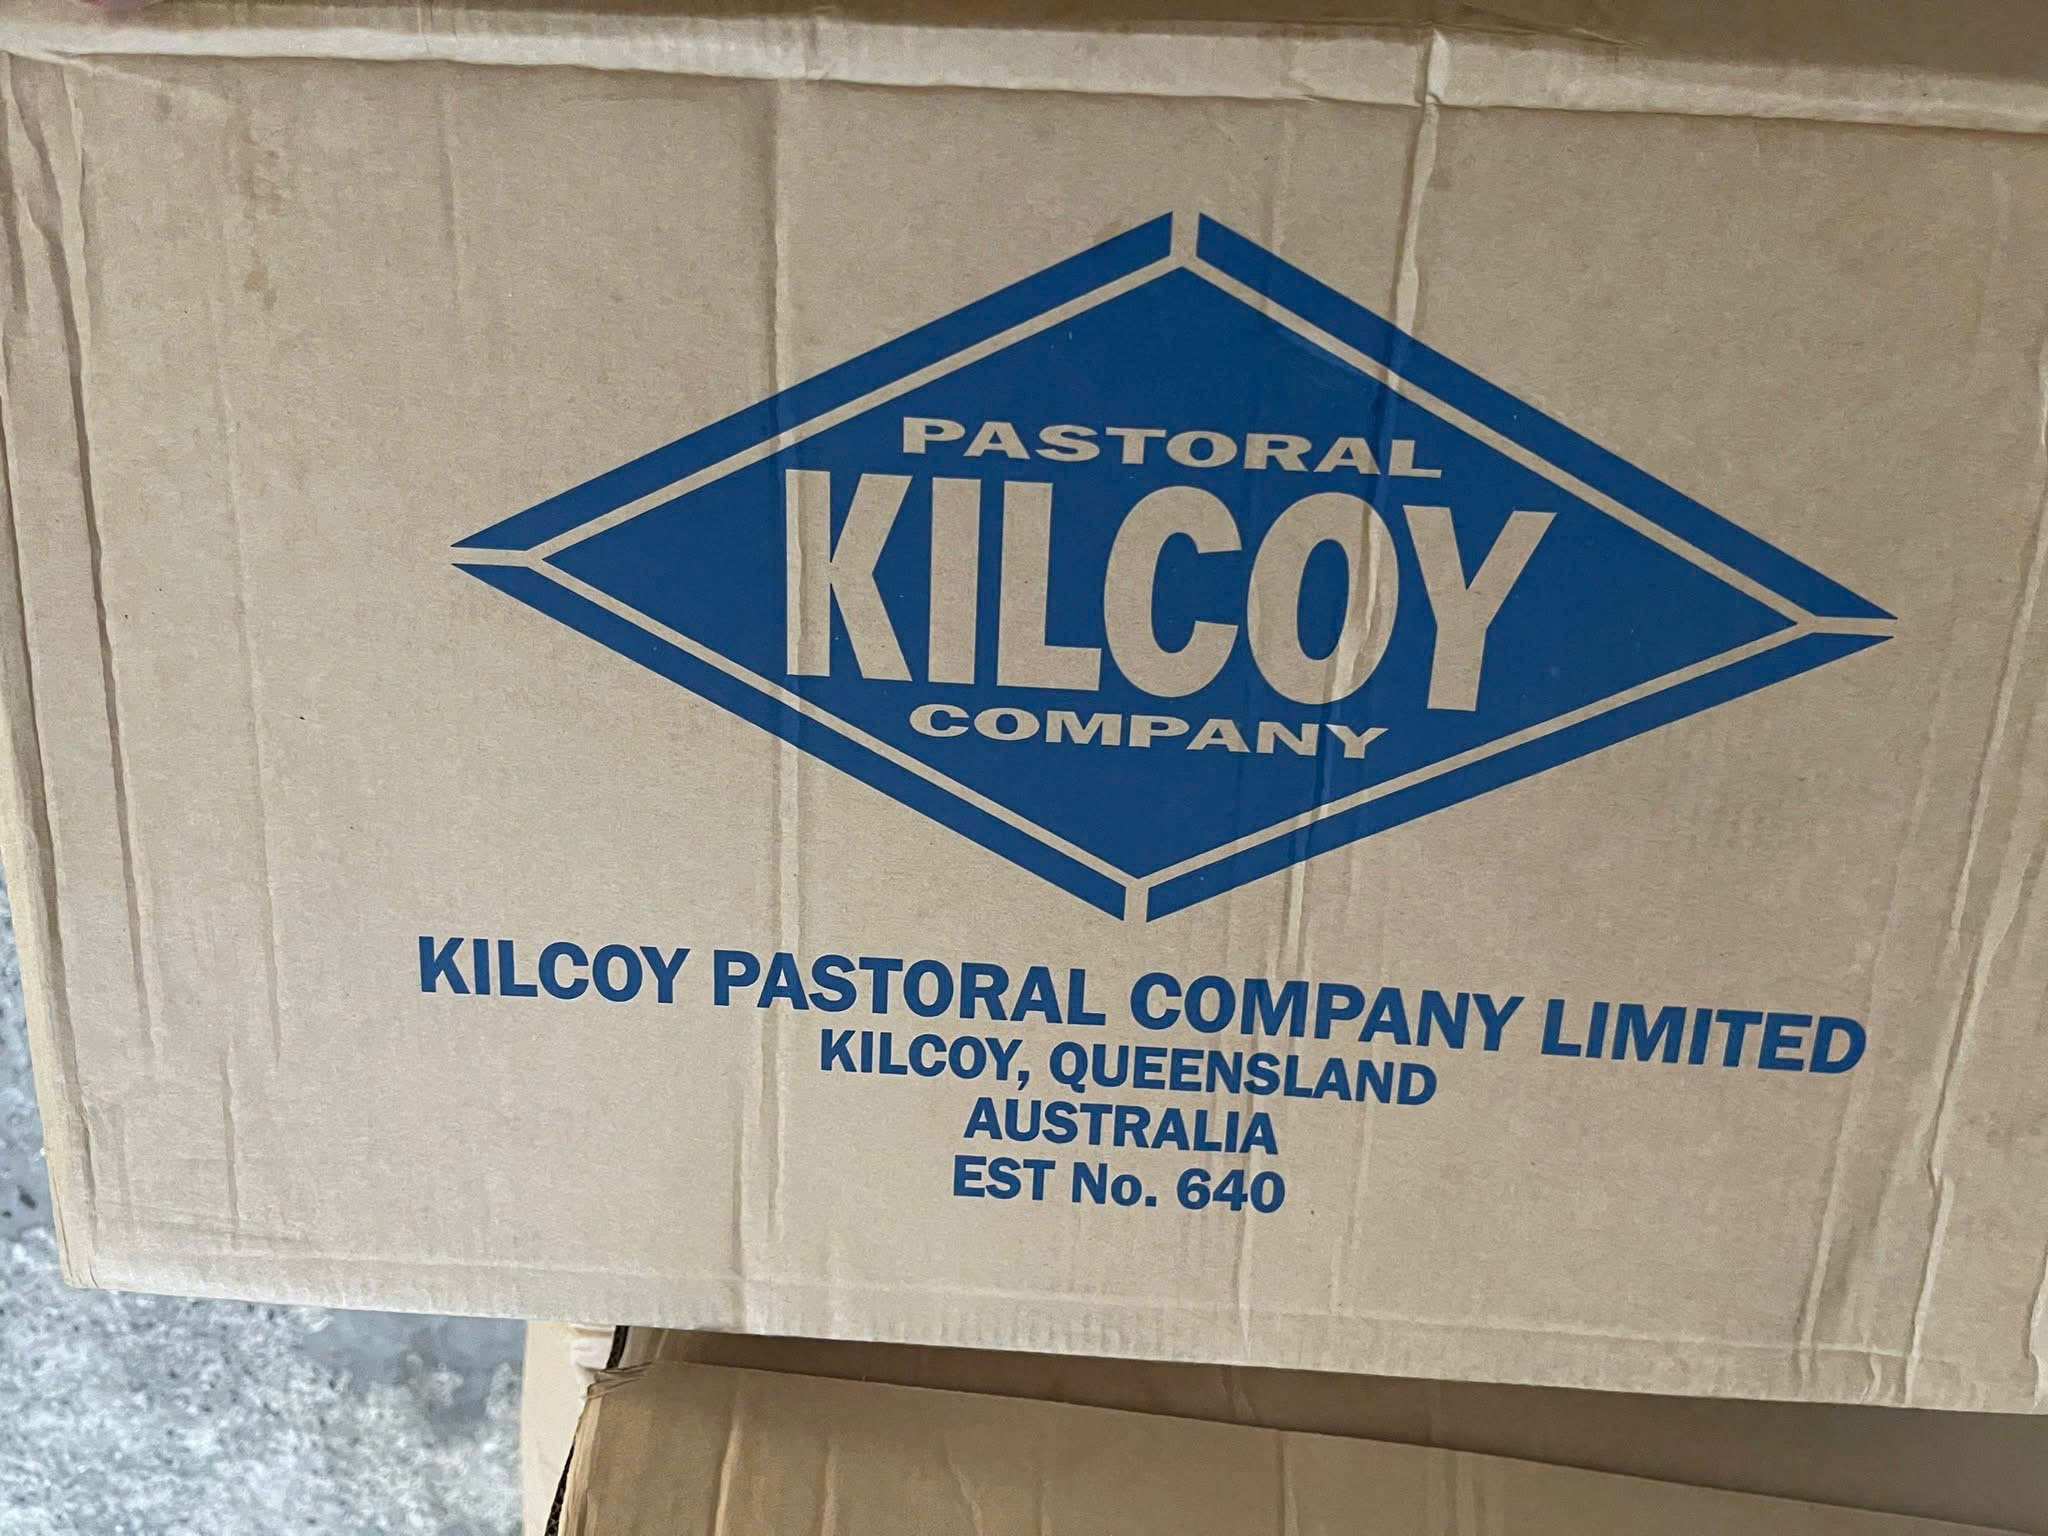 PASTORAL
KILCOY
COMPANY
KILCOY PASTORAL COMPANY LIMITED
KILCOY, QUEENSLAND
AUSTRALIA
EST No. 640